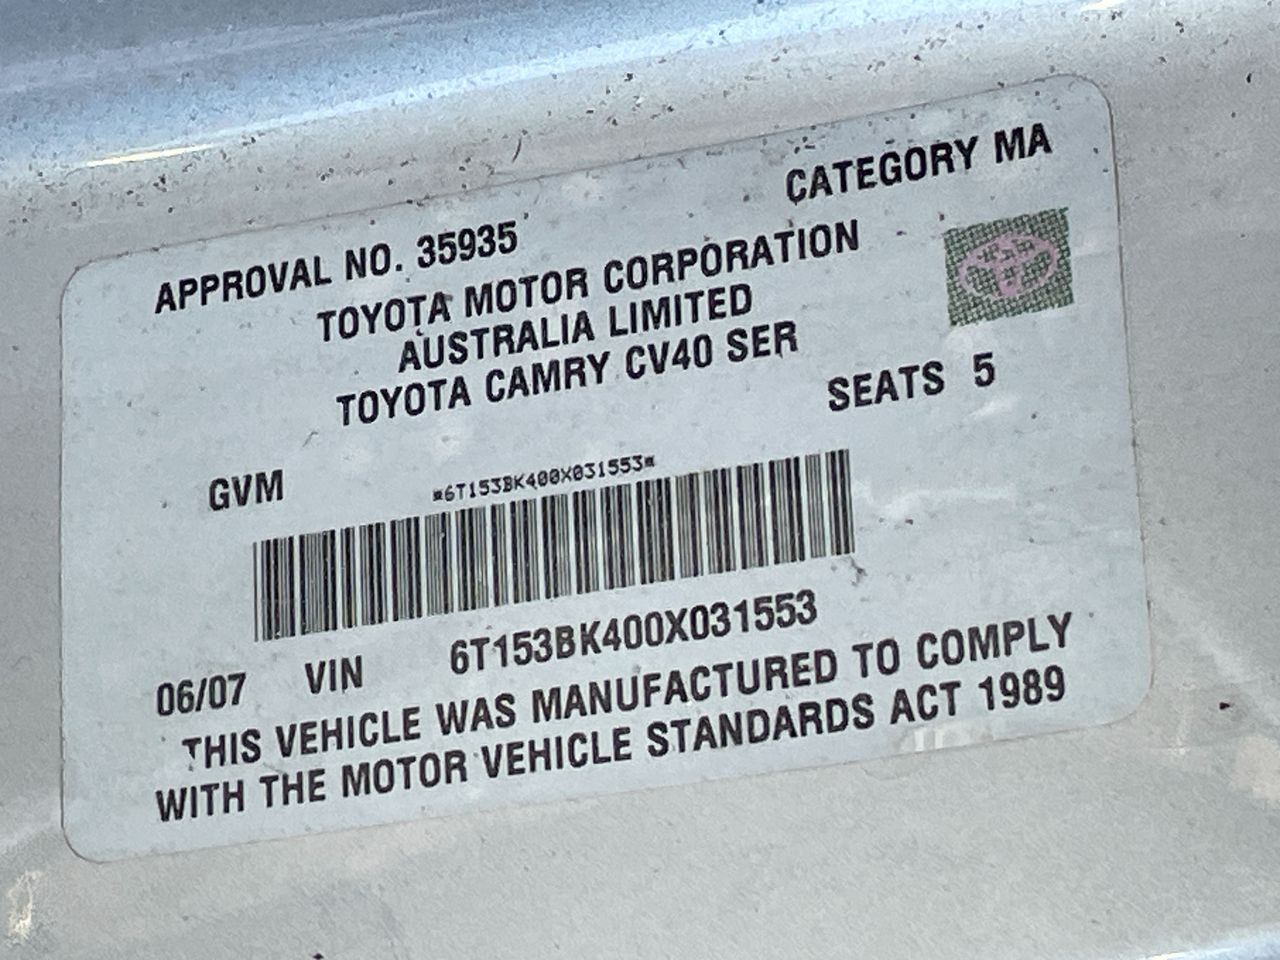 CATEGORY MA
APPROVAL NO. 35935
TOYOTA MOTOR CORPORATION
AUSTRALIA LIMITED
TOYOTA CAMRY CV40 SER
SEATS 5
GVM
*6T153BK400X031553*
06/07 VIN 6T153BK400X031553
THIS VEHICLE WAS MANUFACTURED TO COMPLY
WITH THE MOTOR VEHICLE STANDARDS ACT 1989